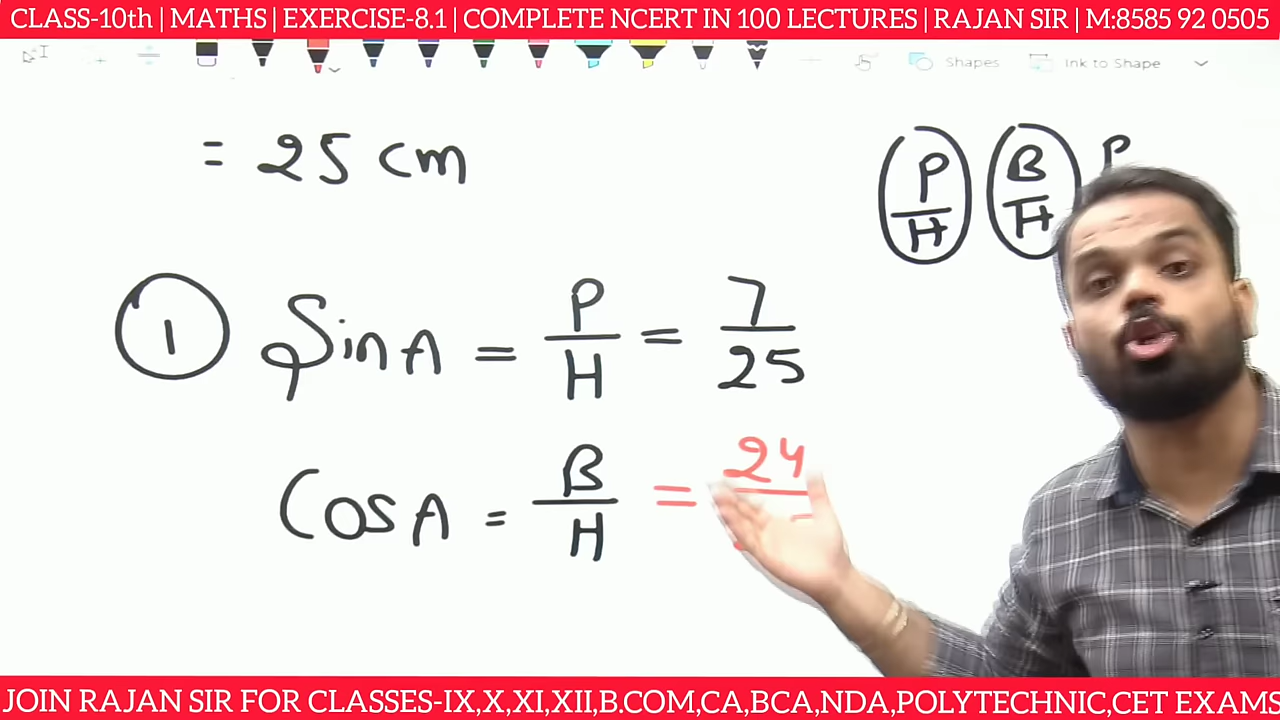 CLASS-10th | MATHS | EXERCISE-8.1 | COMPLETE NCERT IN 100 LECTURES | RAJAN SIR | M:8585 92 0505
Shapes Ink to Shape
= 25 cm
P/H B/H P
1 Sin A = P/H = 7/25
Cos A = B/H = 24
JOIN RAJAN SIR FOR CLASSES-IX,X,XI,XII,B.COM,CA,BCA,NDA,POLYTECHNIC,CET EXAMS